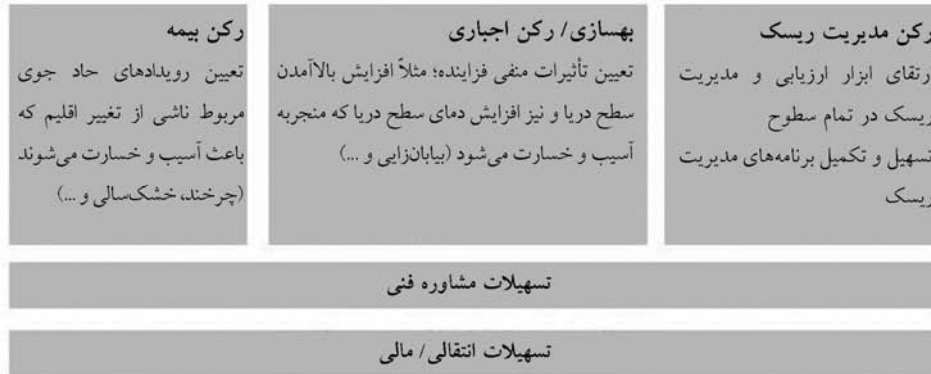 رکن مدیریت ریسک
ارتقای ابزار ارزیابی و مدیریت
ریسک در تمام سطوح
تسهیل و تکمیل برنامه‌های مدیریت
ریسک
بهسازی/ رکن اجباری
تعیین تأثیرات منفی فزاینده؛ مثلاً افزایش بالاآمدن
سطح دریا و نیز افزایش دمای سطح دریا که منجربه
آسیب و خسارت می‌شود (بیابان‌زایی و ...)
رکن بیمه
تعیین رویدادهای حاد جوی
مربوط ناشی از تغییر اقلیم که
باعث آسیب و خسارت می‌شوند
(چرخند، خشک‌سالی و ...)
تسهیلات مشاوره فنی
تسهیلات انتقالی/ مالی